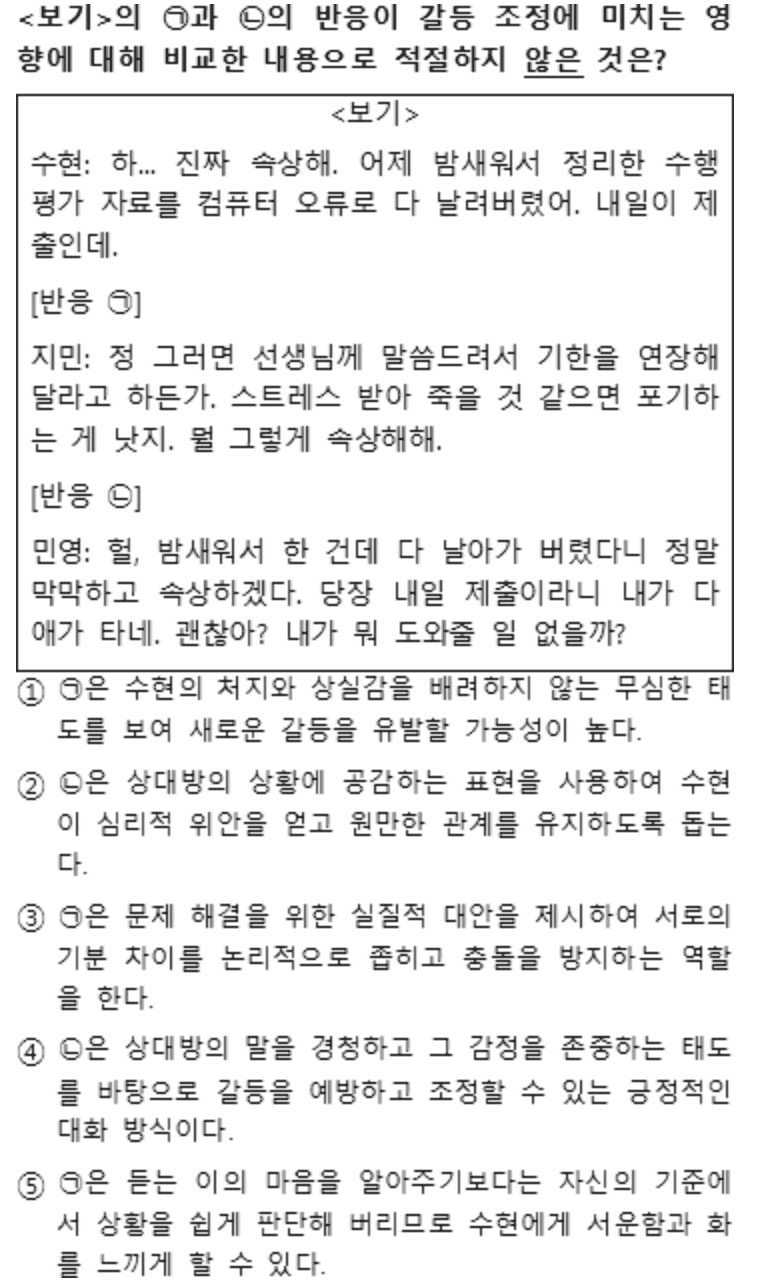 <보기>의 ㉠과 ㉡의 반응이 갈등 조정에 미치는 영
향에 대해 비교한 내용으로 적절하지 않은 것은?
<보기>
수현: 하... 진짜 속상해. 어제 밤새워서 정리한 수행
평가 자료를 컴퓨터 오류로 다 날려버렸어. 내일이 제
출인데.
[반응 ㉠]
지민: 정 그러면 선생님께 말씀드려서 기한을 연장해
달라고 하든가. 스트레스 받아 죽을 것 같으면 포기하
는 게 낫지. 뭘 그렇게 속상해해.
[반응 ㉡]
민영: 헐, 밤새워서 한 건데 다 날아가 버렸다니 정말
막막하고 속상하겠다. 당장 내일 제출이라니 내가 다
애가 타네. 괜찮아? 내가 뭐 도와줄 일 없을까?
① ㉠은 수현의 처지와 상실감을 배려하지 않는 무심한 태
도를 보여 새로운 갈등을 유발할 가능성이 높다.
② ㉡은 상대방의 상황에 공감하는 표현을 사용하여 수현
이 심리적 위안을 얻고 원만한 관계를 유지하도록 돕는
다.
③ ㉠은 문제 해결을 위한 실질적 대안을 제시하여 서로의
기분 차이를 논리적으로 좁히고 충돌을 방지하는 역할
을 한다.
④ ㉡은 상대방의 말을 경청하고 그 감정을 존중하는 태도
를 바탕으로 갈등을 예방하고 조정할 수 있는 긍정적인
대화 방식이다.
⑤ ㉠은 듣는 이의 마음을 알아주기보다는 자신의 기준에
서 상황을 쉽게 판단해 버리므로 수현에게 서운함과 화
를 느끼게 할 수 있다.